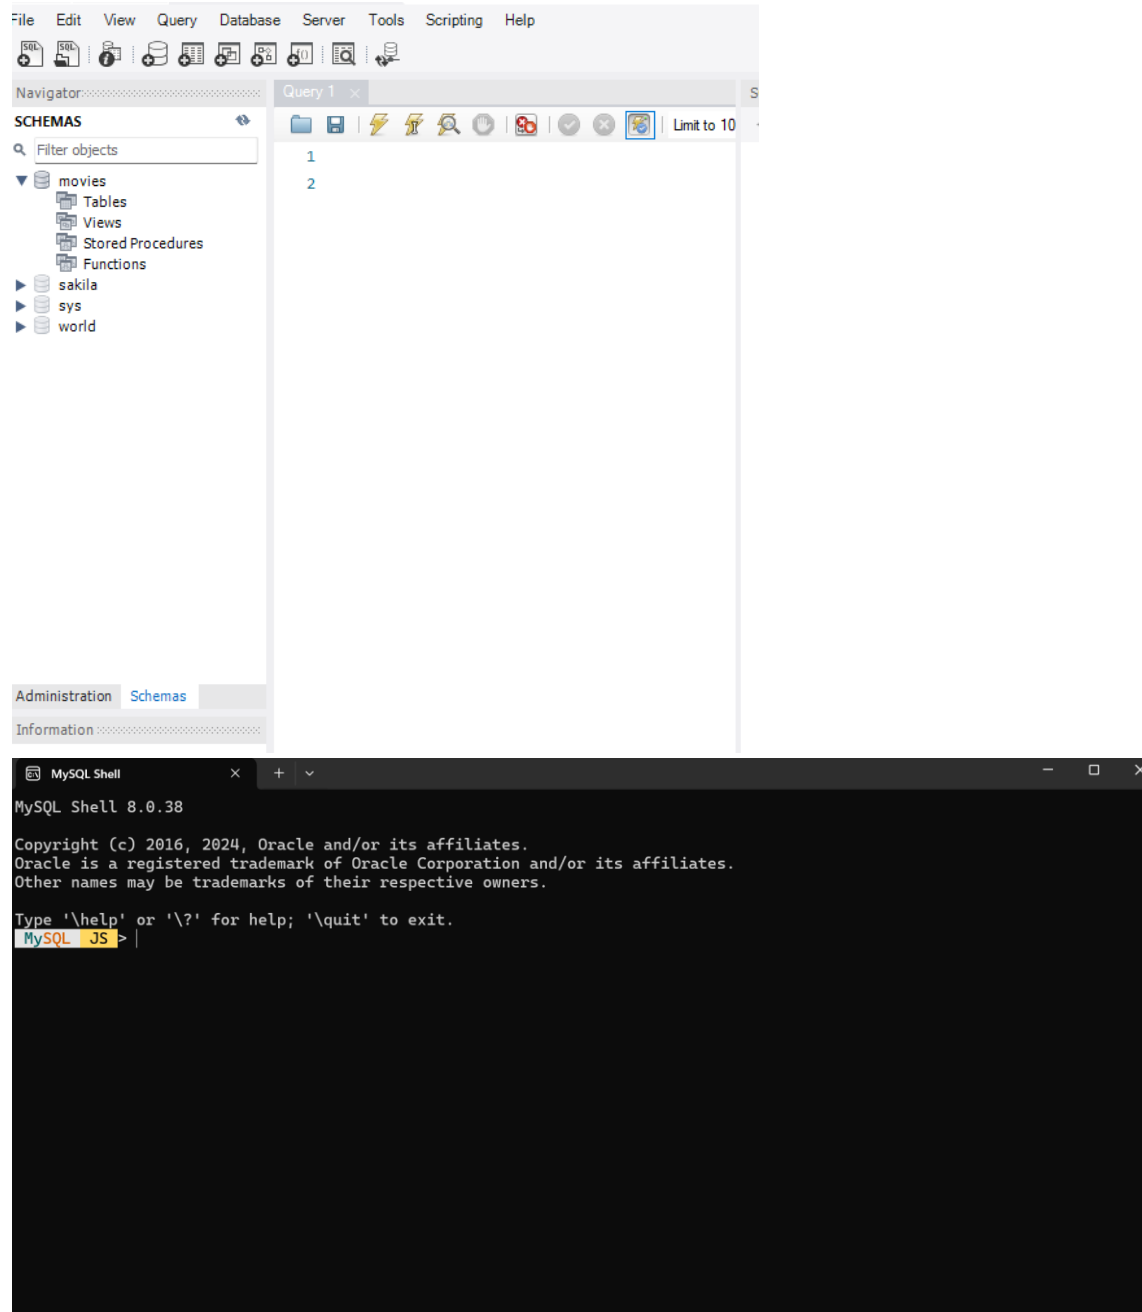 File Edit View Query Database Server Tools Scripting Help
SQL SQL
Navigator Query 1 S
SCHEMAS
Limit to 10
Filter objects
1
movies
2
Tables
Views
Stored Procedures
Functions
sakila
sys
world
Administration Schemas
Information
MySQL Shell
MySQL Shell 8.0.38
Copyright (c) 2016, 2024, Oracle and/or its affiliates.
Oracle is a registered trademark of Oracle Corporation and/or its affiliates.
Other names may be trademarks of their respective owners.
Type '\help' or '\?' for help; '\quit' to exit.
MySQL JS >